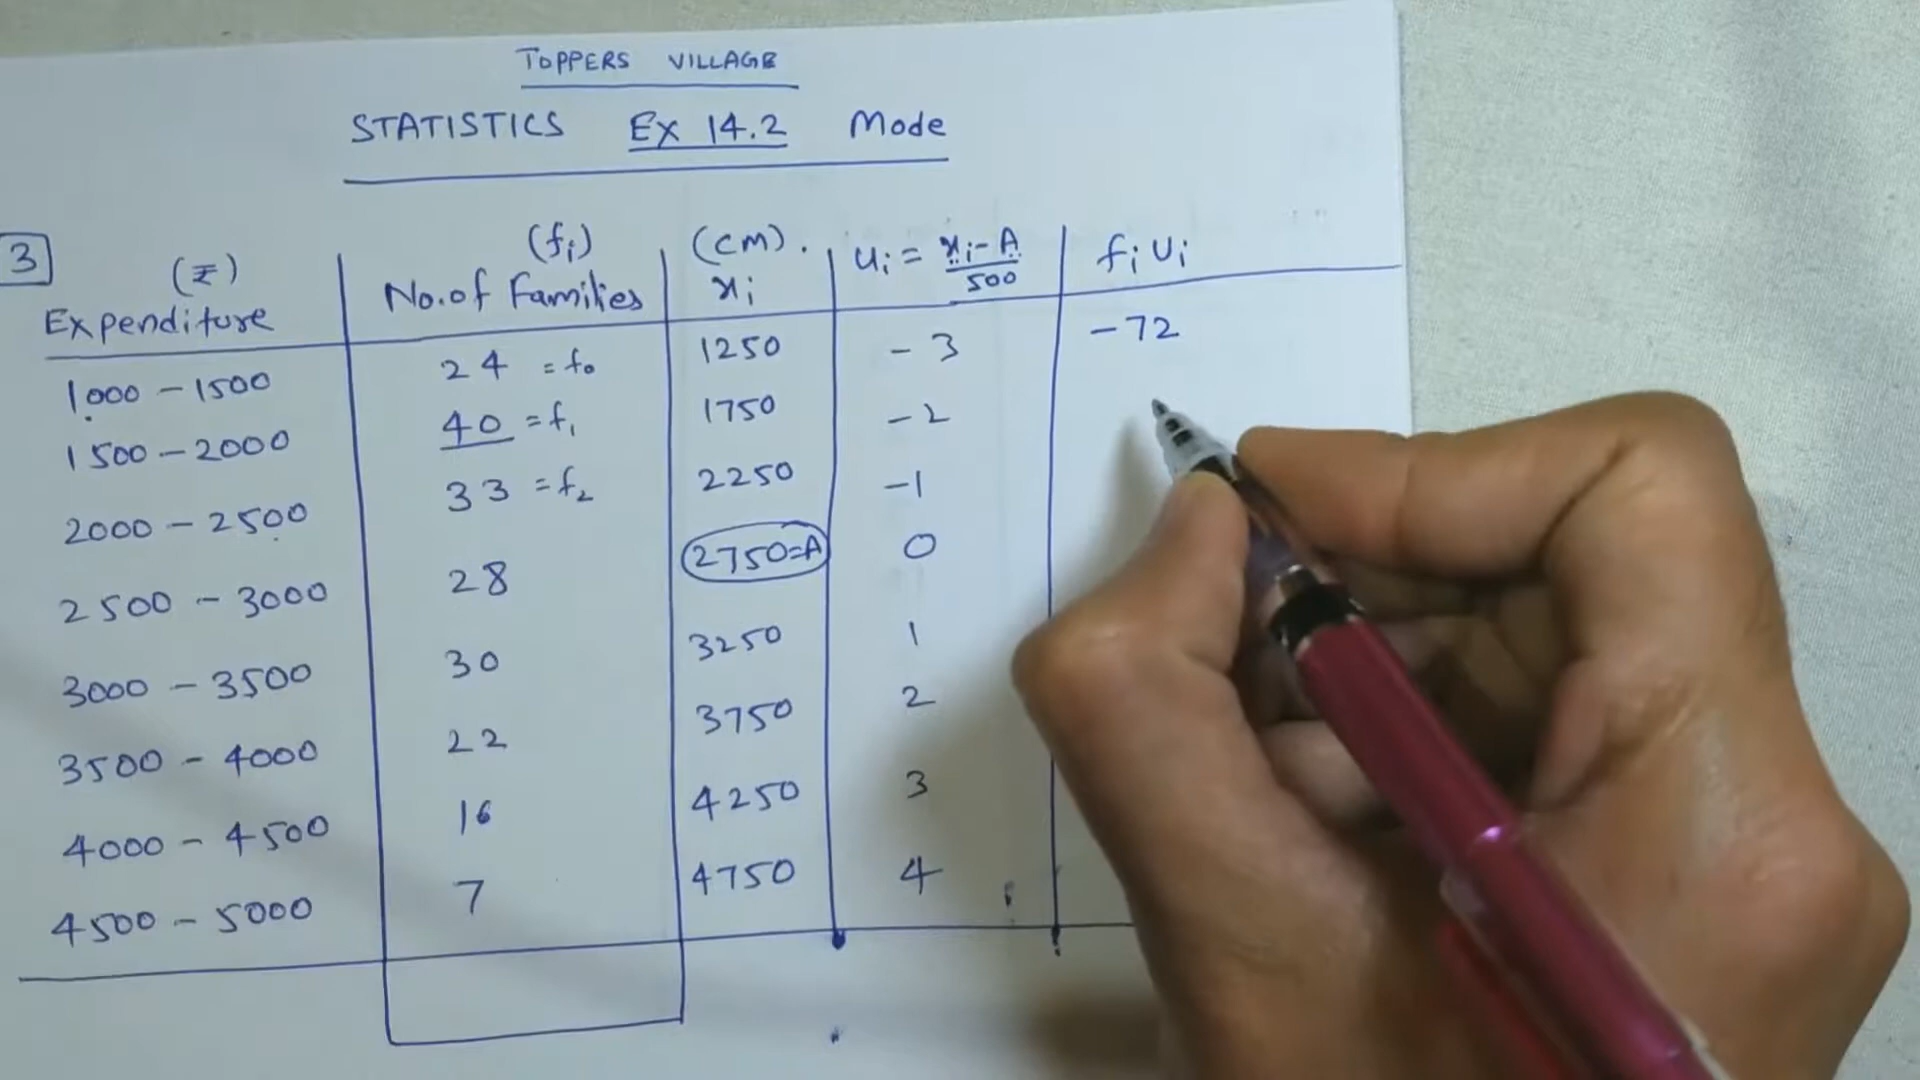 TOPPERS VILLAGE
STATISTICS Ex 14.2 Mode
3
(₹) (fi) (cm). ui = xi-A/500 fiui
Expenditure No.of Families xi
1000 - 1500 24 = f₀ 1250 -3 -72
1500 - 2000 40 = f₁ 1750 -2
2000 - 2500 33 = f₂ 2250 -1
2500 - 3000 28 2750=A 0
3000 - 3500 30 3250 1
3500 - 4000 22 3750 2
4000 - 4500 16 4250 3
4500 - 5000 7 4750 4